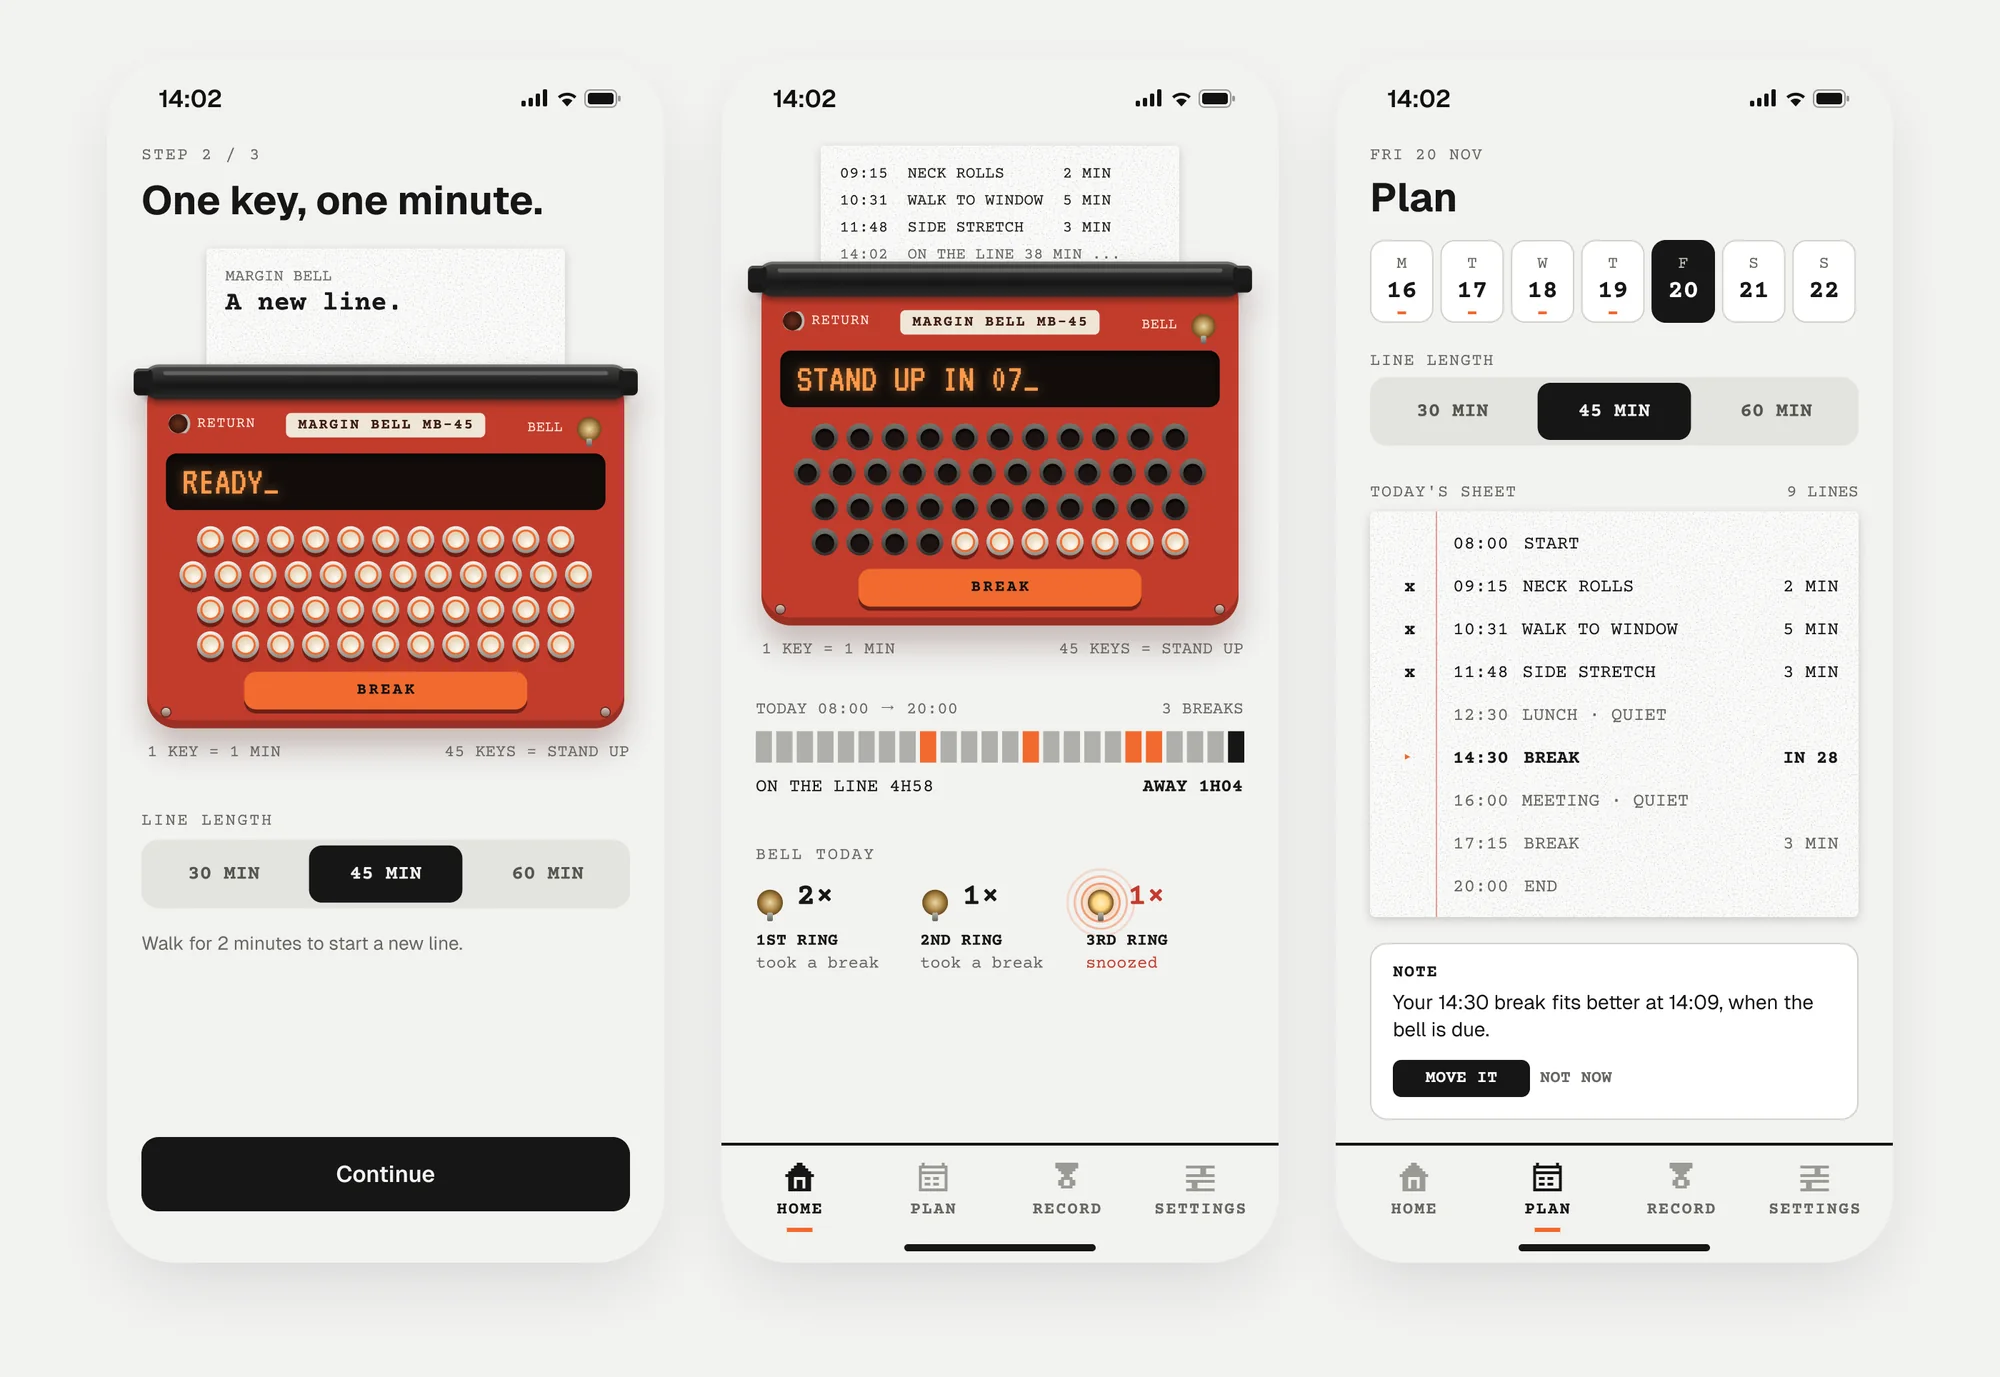 14:02
STEP 2 / 3
One key, one minute.
MARGIN BELL
A new line.
RETURN
MARGIN BELL MB-45
BELL
READY_
BREAK
1 KEY = 1 MIN
45 KEYS = STAND UP
LINE LENGTH
30 MIN 45 MIN 60 MIN
Walk for 2 minutes to start a new line.
Continue
14:02
09:15 NECK ROLLS 2 MIN
10:31 WALK TO WINDOW 5 MIN
11:48 SIDE STRETCH 3 MIN
14:02 ON THE LINE 38 MIN ...
RETURN
MARGIN BELL MB-45
BELL
STAND UP IN 07_
BREAK
1 KEY = 1 MIN
45 KEYS = STAND UP
TODAY 08:00 → 20:00
3 BREAKS
ON THE LINE 4H58
AWAY 1H04
BELL TODAY
2×
1ST RING
took a break
1×
2ND RING
took a break
1×
3RD RING
snoozed
HOME PLAN RECORD SETTINGS
14:02
FRI 20 NOV
Plan
M T W T F S S
16 17 18 19 20 21 22
LINE LENGTH
30 MIN 45 MIN 60 MIN
TODAY'S SHEET
9 LINES
08:00 START
x 09:15 NECK ROLLS 2 MIN
x 10:31 WALK TO WINDOW 5 MIN
x 11:48 SIDE STRETCH 3 MIN
12:30 LUNCH · QUIET
14:30 BREAK IN 28
16:00 MEETING · QUIET
17:15 BREAK 3 MIN
20:00 END
NOTE
Your 14:30 break fits better at 14:09, when the
bell is due.
MOVE IT NOT NOW
HOME PLAN RECORD SETTINGS